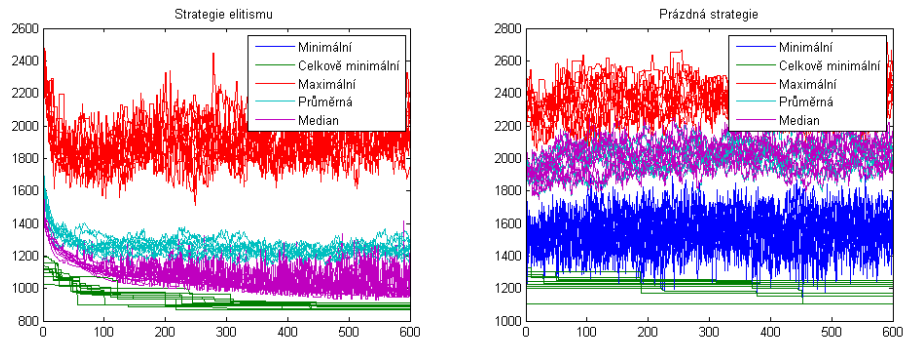 Strategie elitismu
2600
2400
2200
2000
1800
1600
1400
1200
1000
800
0 100 200 300 400 500 600
Minimální
Celkově minimální
Maximální
Průměrná
Median
Prázdná strategie
2800
2600
2400
2200
2000
1800
1600
1400
1200
1000
0 100 200 300 400 500 600
Minimální
Celkově minimální
Maximální
Průměrná
Median